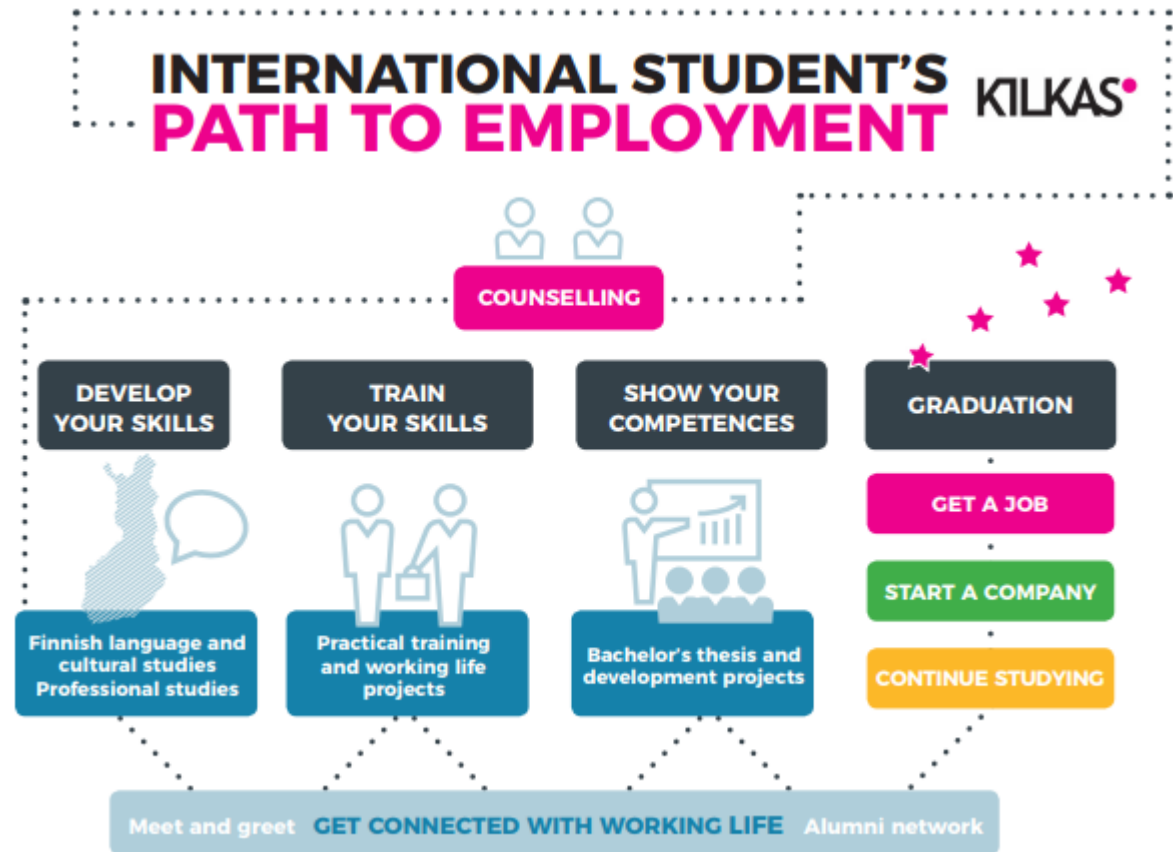 INTERNATIONAL STUDENT'S
PATH TO EMPLOYMENT
KILKAS
COUNSELLING
DEVELOP
YOUR SKILLS
Finnish language and
cultural studies
Professional studies
TRAIN
YOUR SKILLS
Practical training
and working life
projects
SHOW YOUR
COMPETENCES
Bachelor's thesis and
development projects
GRADUATION
GET A JOB
START A COMPANY
CONTINUE STUDYING
Meet and greet GET CONNECTED WITH WORKING LIFE Alumni network